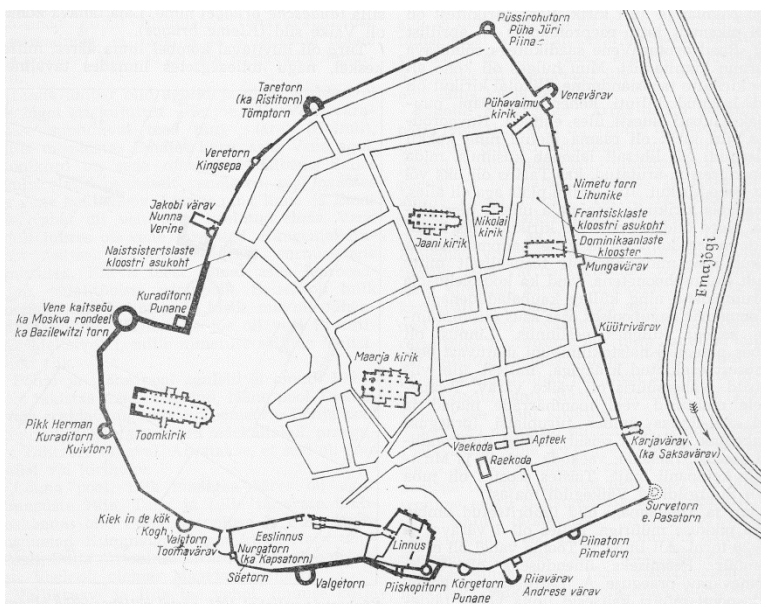 Püssirohutorn
Püha Jüri
Piina
Taretorn
(ka Ristitorn)
Tömptorn
Venevärav
Pühavaimu
kirik
Veretorn
Kingsepa
Nimetu torn
Lihunike
Jakobi värav
Nunna
Verine
Frantsisklaste
kloostri asukoht
Jaani kirik
Nikolai
kirik
Dominikaanlaste
klooster
Naistsistertslaste
kloostri asukoht
Mungavärav
Emajõgi
Kuraditorn
Punane
Vene kaitseõu
ka Moskva rondeel
ka Bazilewitzi torn
Küütrivärav
Maarja kirik
Toomkirik
Pikk Herman
Kuraditorn
Kuivtorn
Vaekoda
Apteek
Raekoda
Karjavärav
(ka Saksavärav)
Survetorn
e. Pasatorn
Kiek in de kök
(Kogh)
Valgtorn
Toomavärav
Eeslinnus
Nurgatorn
(ka Kapsatorn)
Linnus
Sõetorn
Valgetorn
Piiskopitorn
Kõrgetorn
Punane
Riiavärav
Andrese värav
Piinatorn
Pimetorn